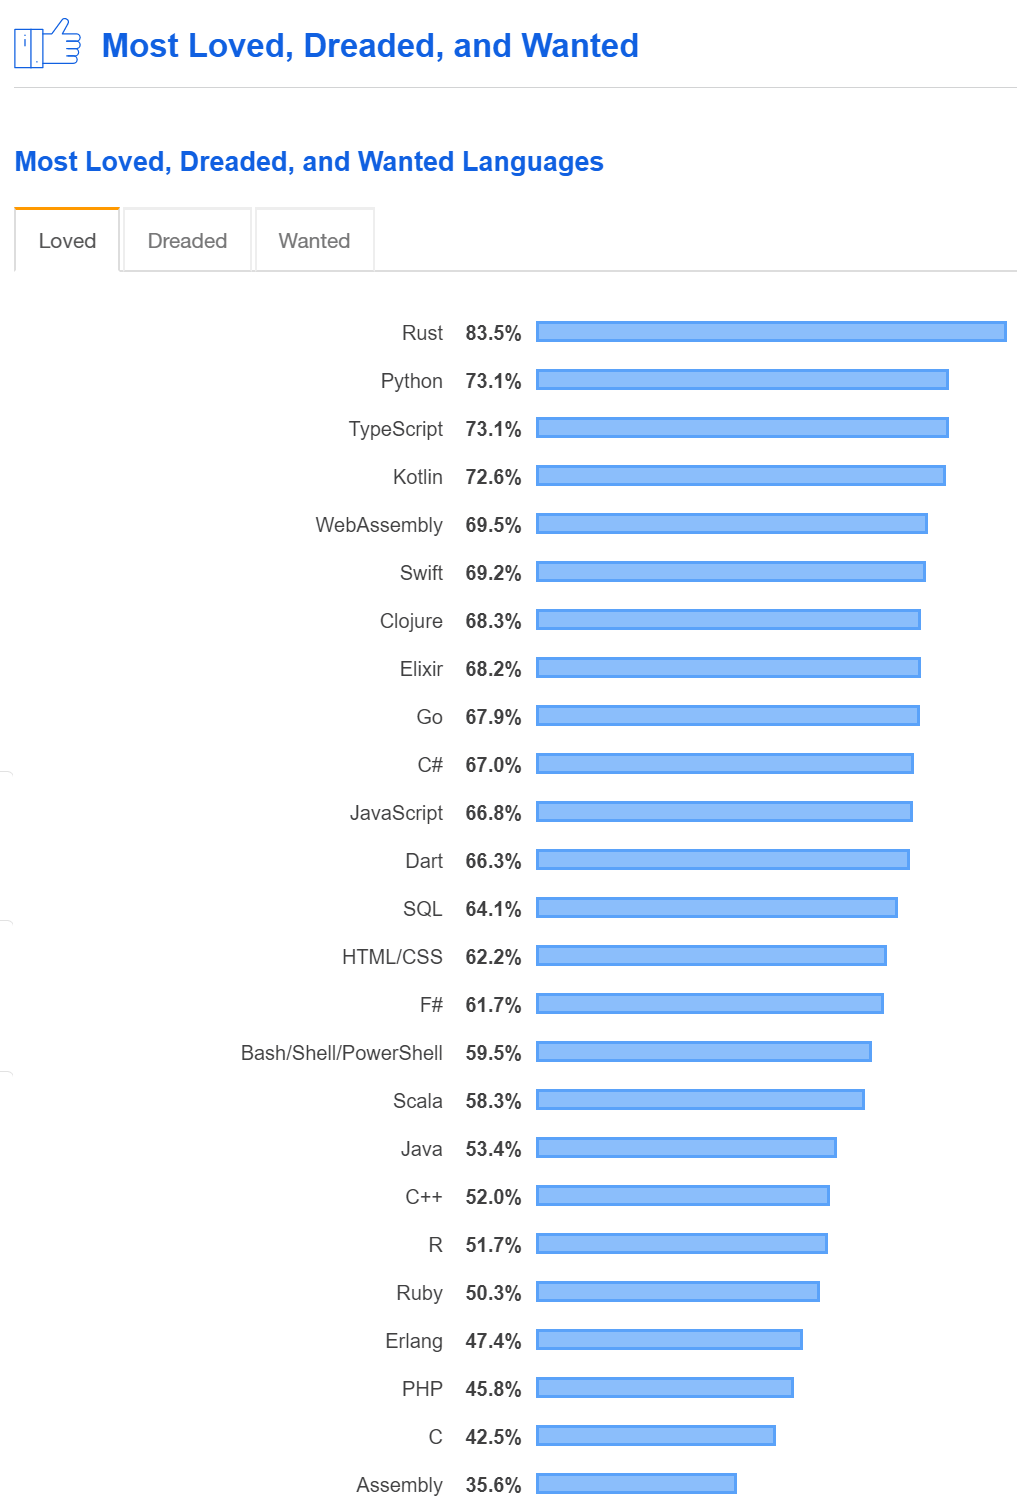 Most Loved, Dreaded, and Wanted
Most Loved, Dreaded, and Wanted Languages
Loved Dreaded Wanted
Rust 83.5%
Python 73.1%
TypeScript 73.1%
Kotlin 72.6%
WebAssembly 69.5%
Swift 69.2%
Clojure 68.3%
Elixir 68.2%
Go 67.9%
C# 67.0%
JavaScript 66.8%
Dart 66.3%
SQL 64.1%
HTML/CSS 62.2%
F# 61.7%
Bash/Shell/PowerShell 59.5%
Scala 58.3%
Java 53.4%
C++ 52.0%
R 51.7%
Ruby 50.3%
Erlang 47.4%
PHP 45.8%
C 42.5%
Assembly 35.6%